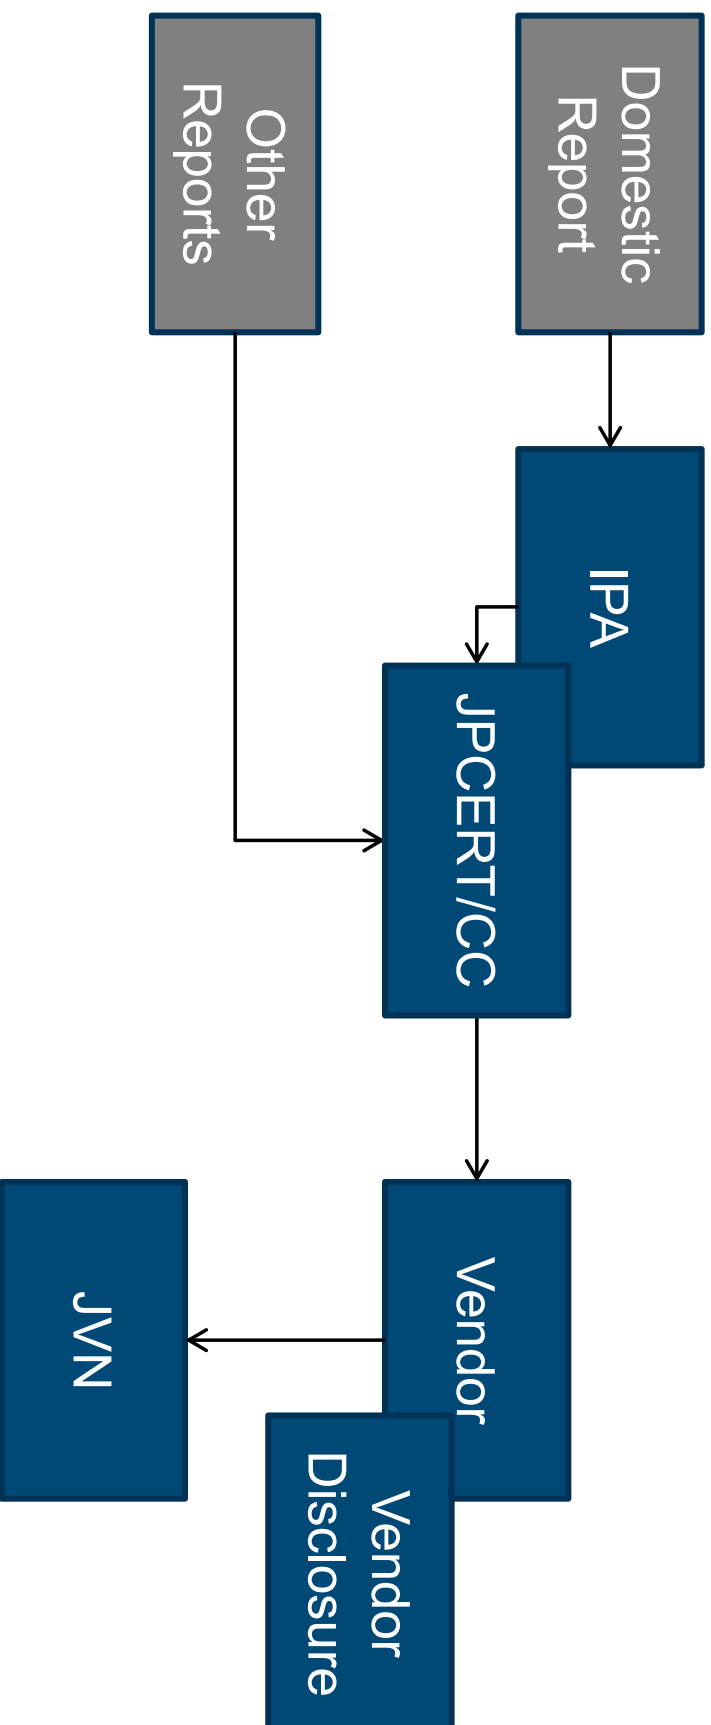 Domestic
Report
IPA
JPCERT/CC
Vendor
Vendor
Disclosure
Other
Reports
JVN